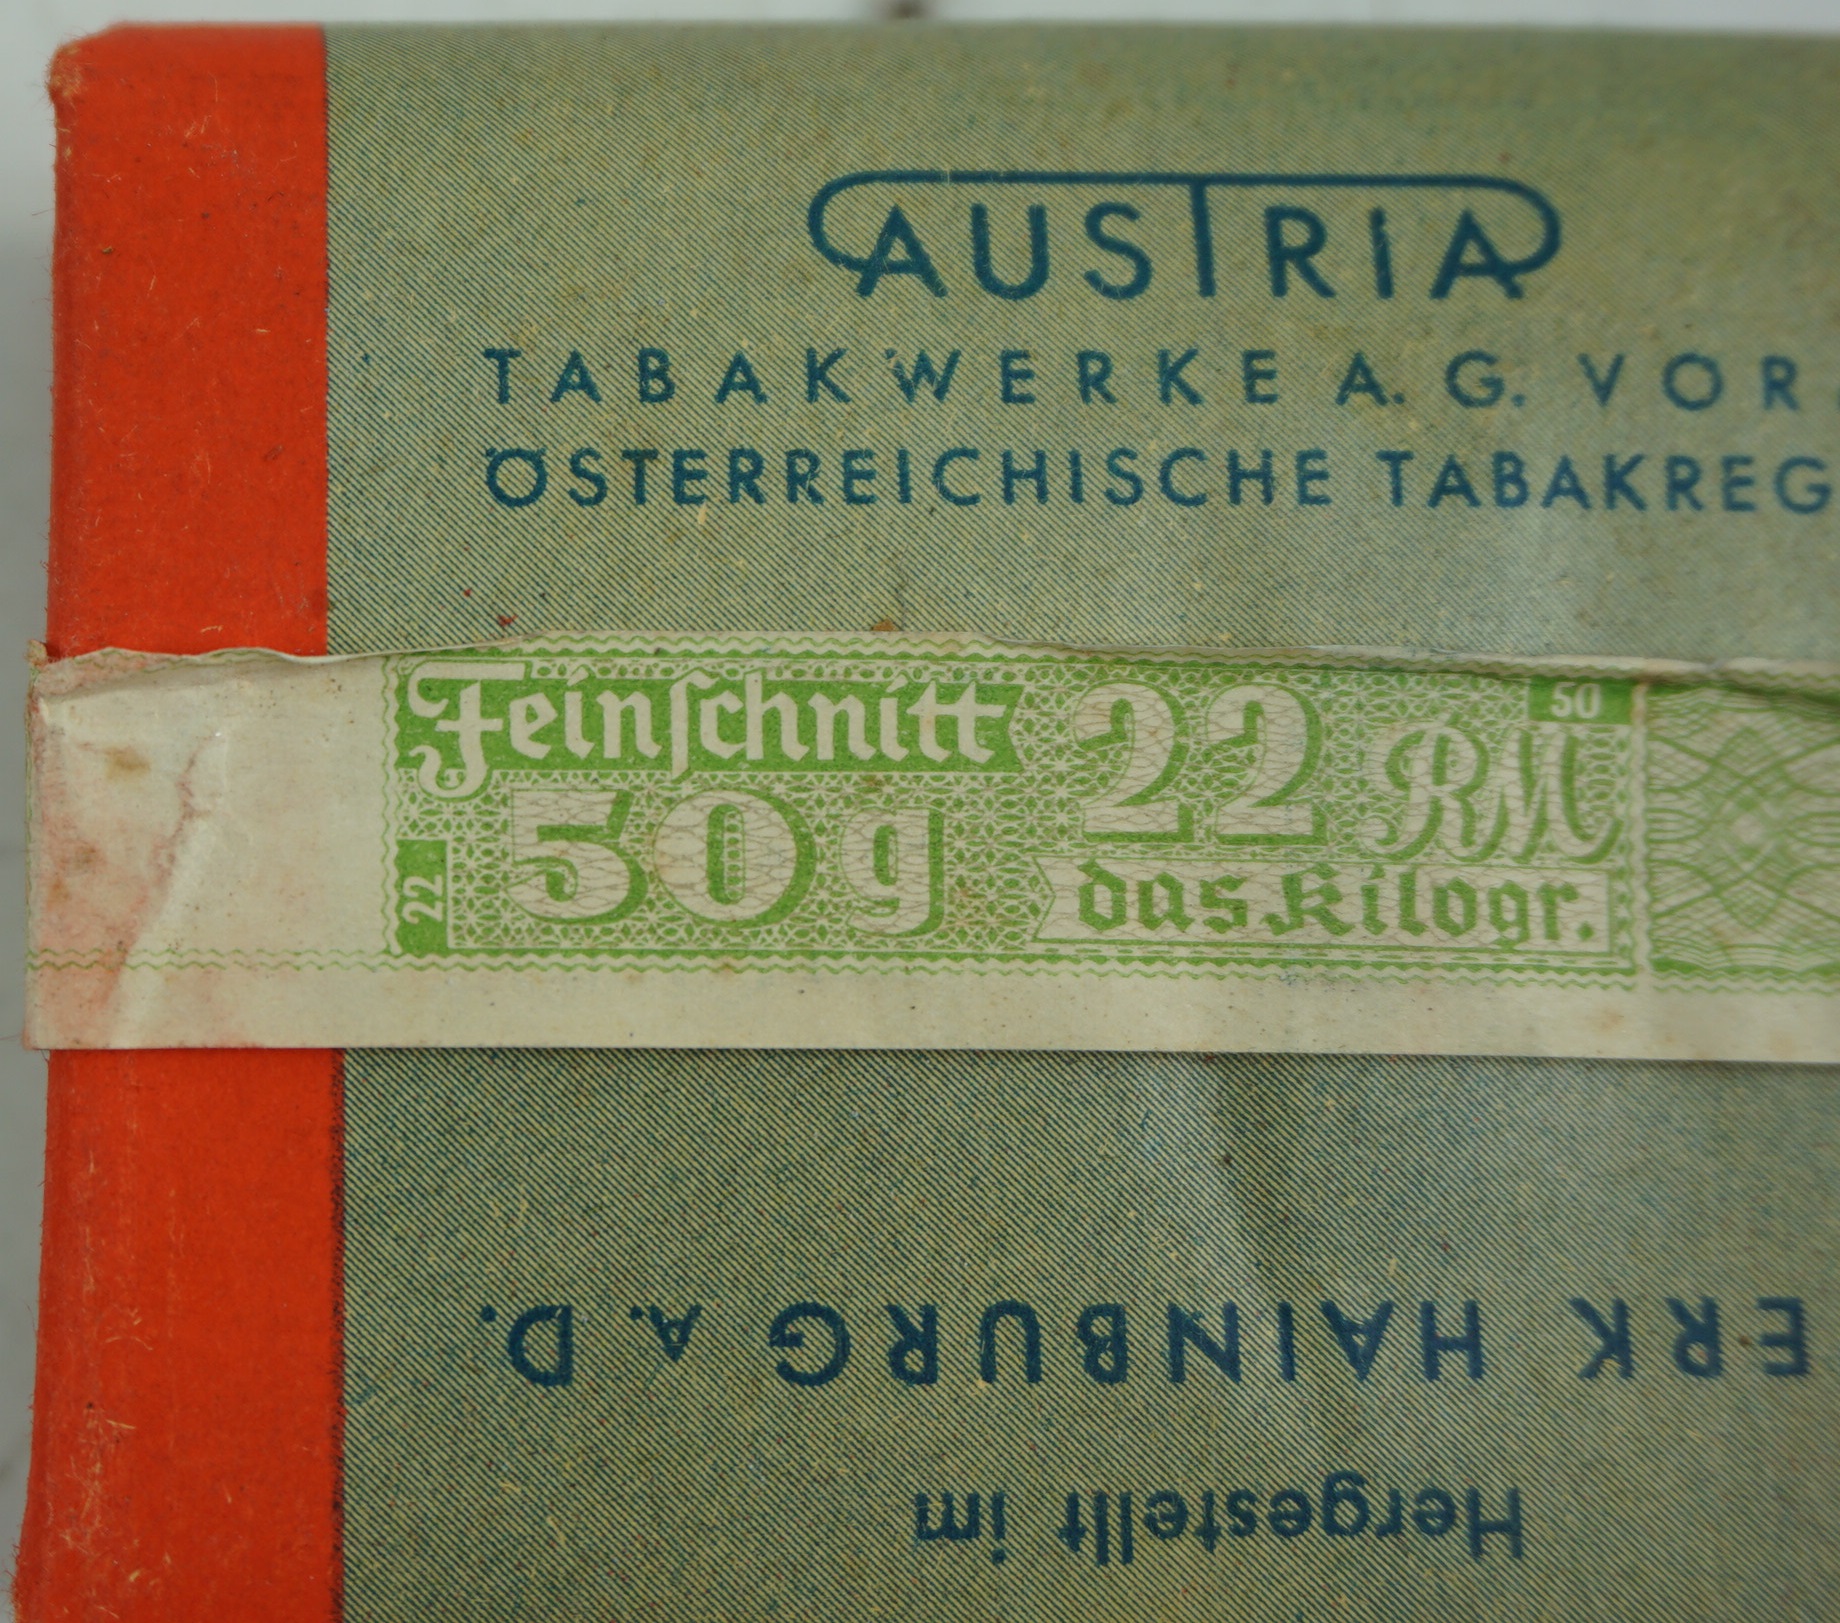 AUSTRIA
TABAKWERKE A. G. VOR
ÖSTERREICHISCHE TABAKREG
Feinschnitt
50 g
22
22 RM
50
das Kilogr.
Hergestellt im
ERK HAINBURG A. D.